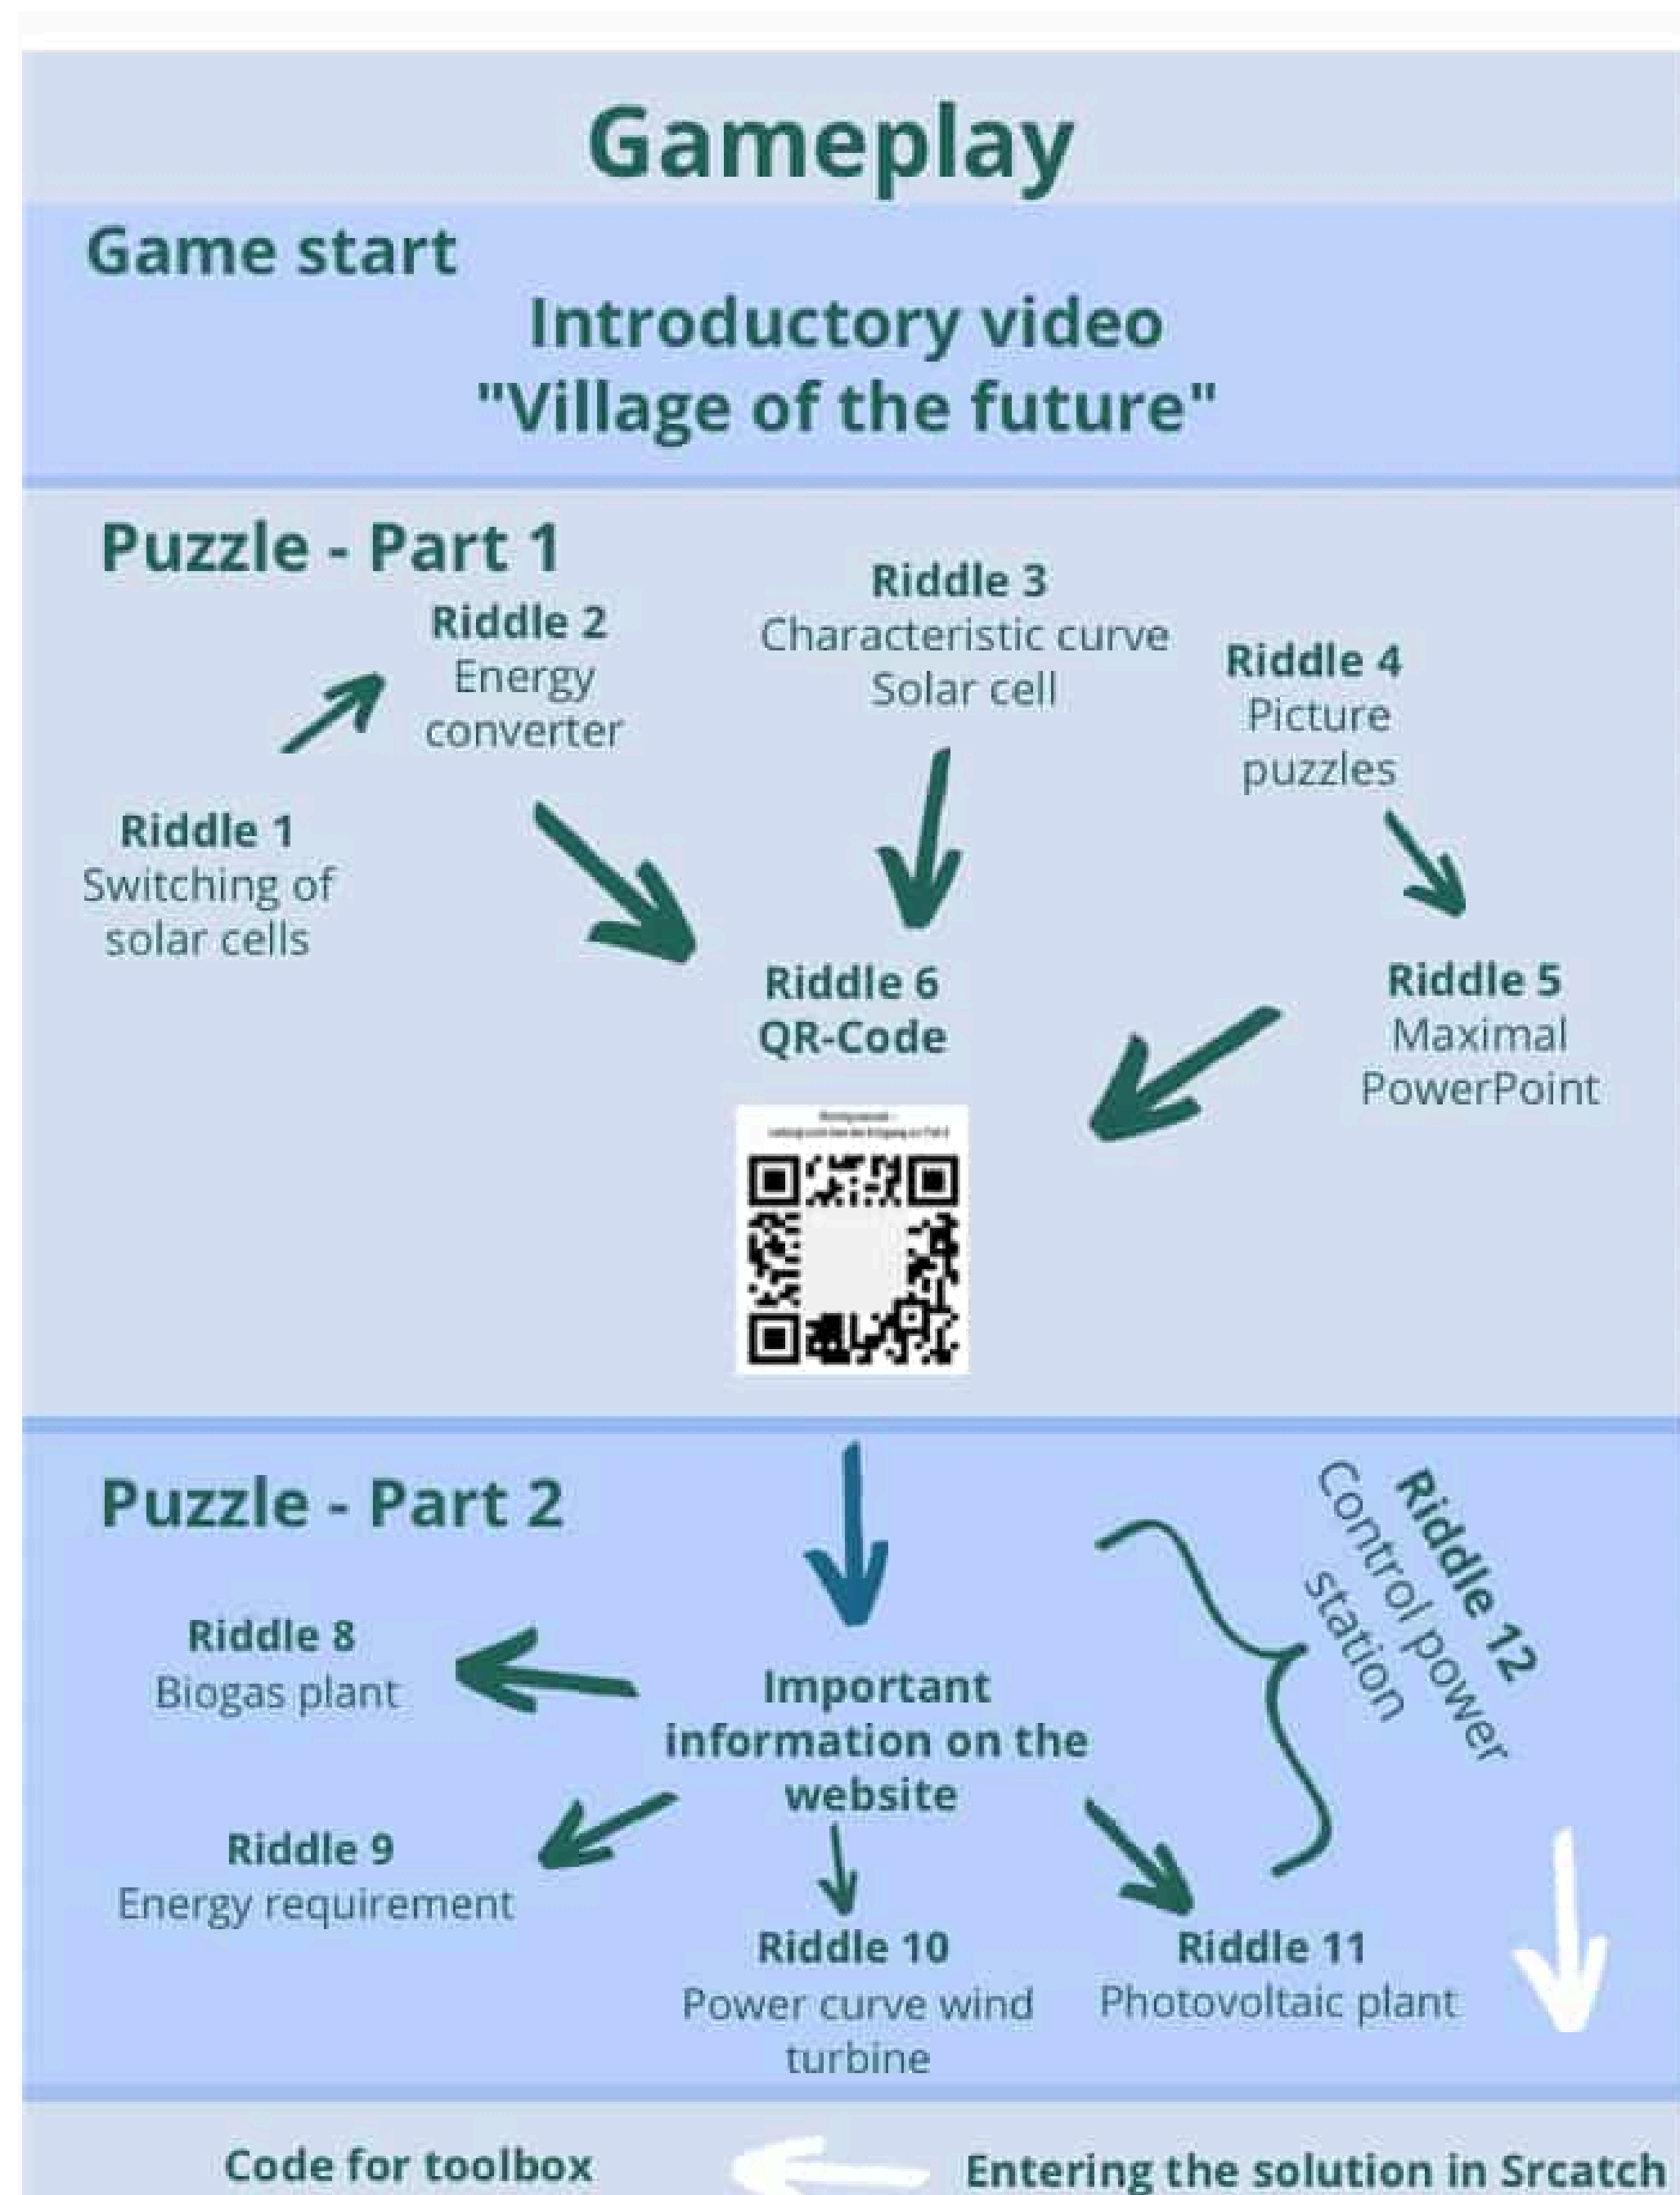 Gameplay
Game start
Introductory video
"Village of the future"
Puzzle - Part 1
Riddle 1
Switching of
solar cells
Riddle 2
Energy
converter
Riddle 3
Characteristic curve
Solar cell
Riddle 4
Picture
puzzles
Riddle 5
Maximal
PowerPoint
Riddle 6
QR-Code
Puzzle - Part 2
Important
information on the
website
Riddle 8
Biogas plant
Riddle 9
Energy requirement
Riddle 10
Power curve wind
turbine
Riddle 11
Photovoltaic plant
Riddle 12
Control power
station
Code for toolbox
Entering the solution in Srcatch